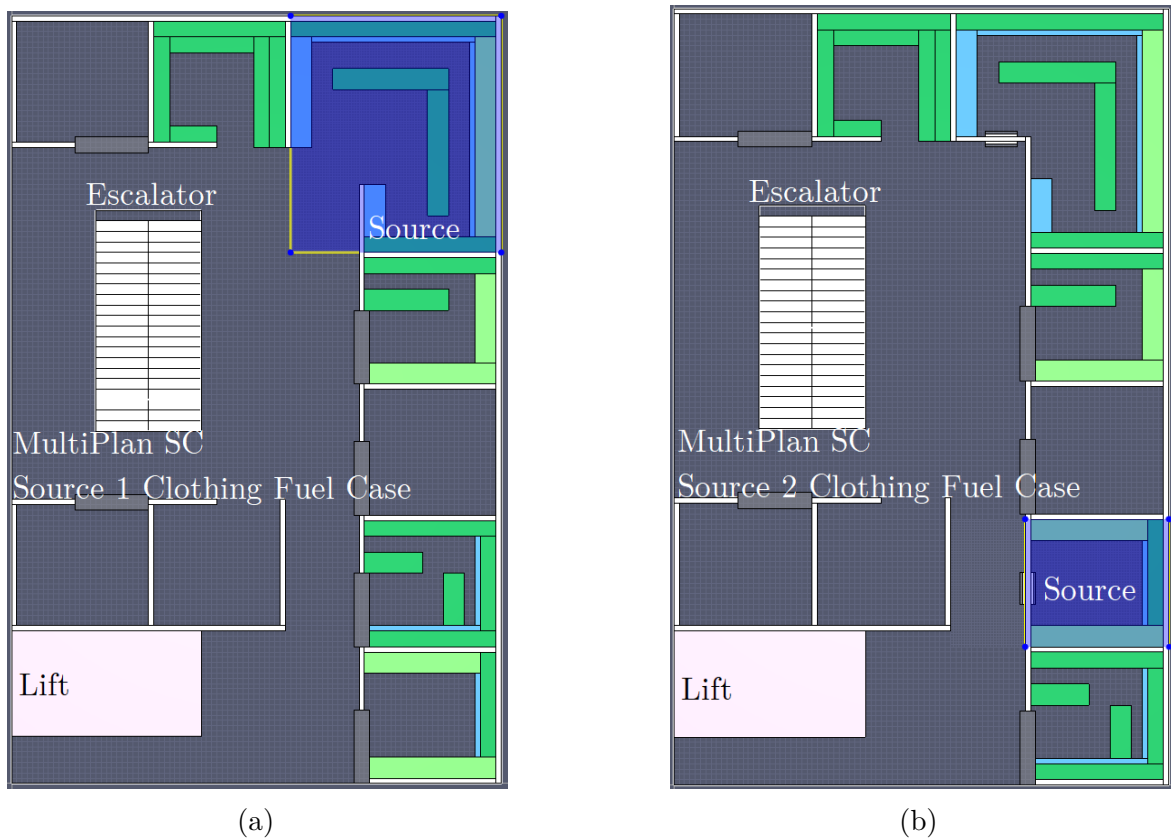 Escalator
Source
MultiPlan SC
Source 1 Clothing Fuel Case
Lift
(a)
Escalator
MultiPlan SC
Source 2 Clothing Fuel Case
Source
Lift
(b)